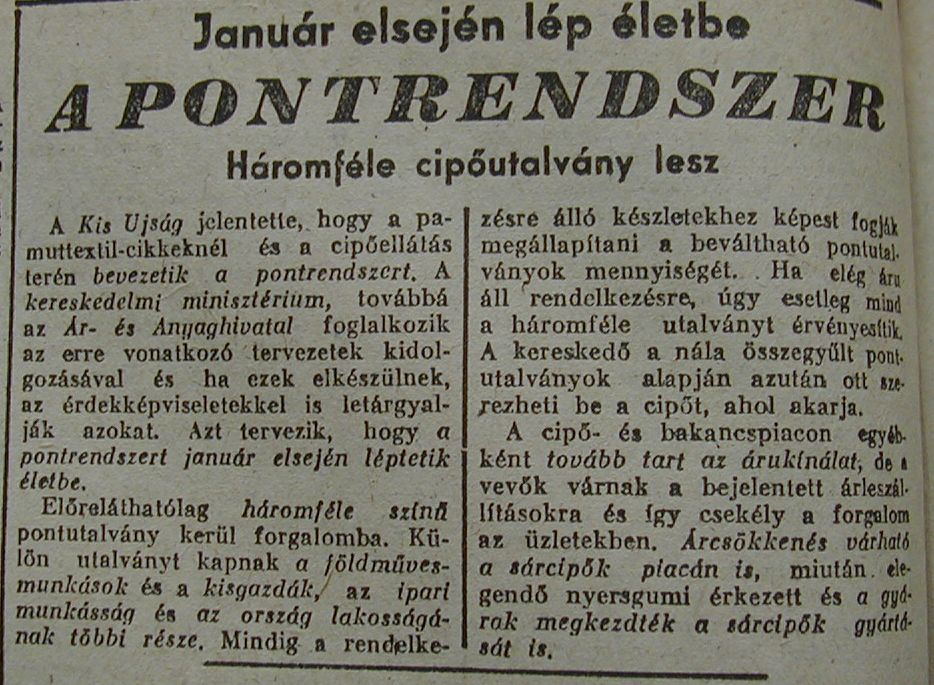 Január elsején lép életbe
A PONTRENDSZER
Háromféle cipőutalvány lesz
A Kis Ujság jelentette, hogy a pa-
muttextil-cikkeknél és a cipőellátás
terén bevezetik a pontrendszert. A
kereskedelmi minisztérium, továbbá
az Ár- és Anyaghivatal foglalkozik
az erre vonatkozó tervezetek kidol-
gozásával és ha ezek elkészülnek,
az érdekképviseletekkel is letárgyal-
ják azokat. Azt tervezik, hogy a
pontrendszert január elsején léptetik
életbe.
Előreláthatólag háromféle színű
pontutalvány kerül forgalomba. Kü-
lön utalványt kapnak a földműves-
munkások és a kisgazdák, az ipari
munkásság és az ország lakosságá-
nak többi része. Mindig a rendelke-
zésre álló készletekhez képest fogják
megállapítani a beváltható pontutal-
ványok mennyiségét. Ha elég áru
áll rendelkezésre, úgy esetleg mind
a háromféle utalványt érvényesítik.
A kereskedő a nála összegyűlt pont-
utalványok alapján azután ott sze-
rezheti be a cipőt, ahol akarja.
A cipő- és bakancspiacon egyéb-
ként tovább tart az árukínálat, de a
vevők várnak a bejelentett árleszál-
lításokra és így csekély a forgalom
az üzletekben. Árcsökkenés várható
a sárcipők piacán is, miután ele-
gendő nyersgumi érkezett és a gyá-
rak megkezdték a sárcipők gyártá-
sát is.